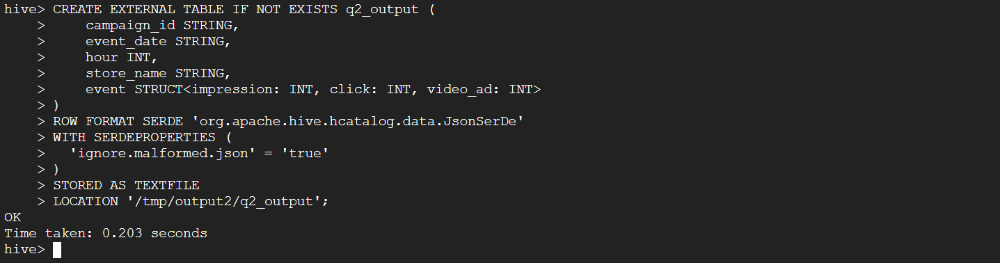 hive> CREATE EXTERNAL TABLE IF NOT EXISTS q2_output (
    >     campaign_id STRING,
    >     event_date STRING,
    >     hour INT,
    >     store_name STRING,
    >     event STRUCT<impression: INT, click: INT, video_ad: INT>
    > )
    > ROW FORMAT SERDE 'org.apache.hive.hcatalog.data.JsonSerDe'
    > WITH SERDEPROPERTIES (
    >   'ignore.malformed.json' = 'true'
    > )
    > STORED AS TEXTFILE
    > LOCATION '/tmp/output2/q2_output';
OK
Time taken: 0.203 seconds
hive>